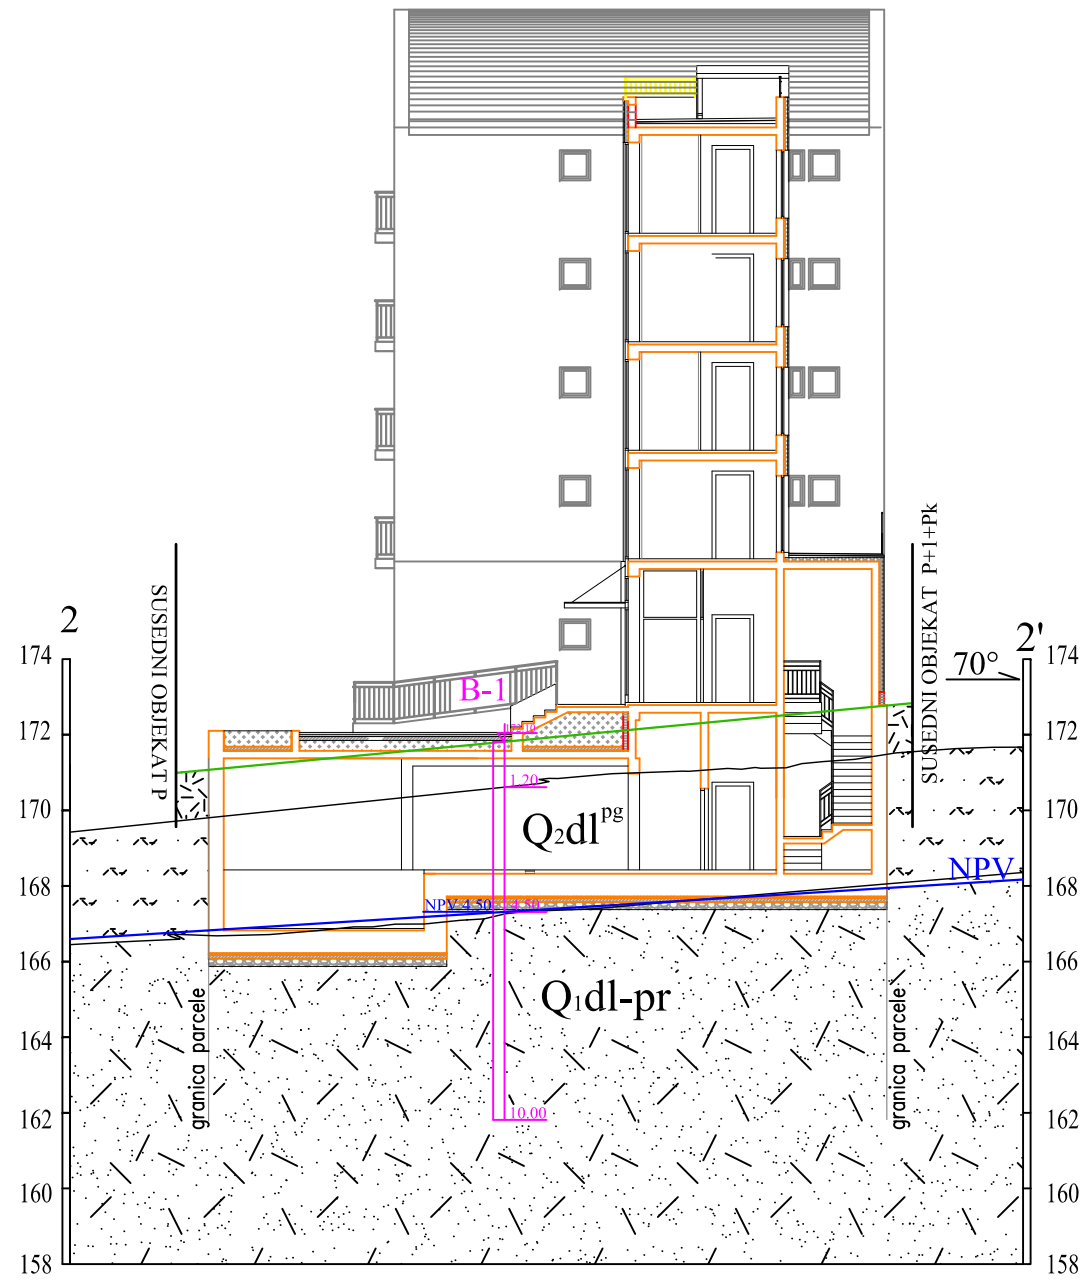 2
SUSEDNI OBJEKAT P
SUSEDNI OBJEKAT P+1+Pk
2'
70°
174
172
170
168
166
164
162
160
158
174
172
170
168
166
164
162
160
158
B-1
1.20
Q2dlpg
NPV
NPV 4.50
4.50
Q1dl-pr
10.00
granica parcele
granica parcele